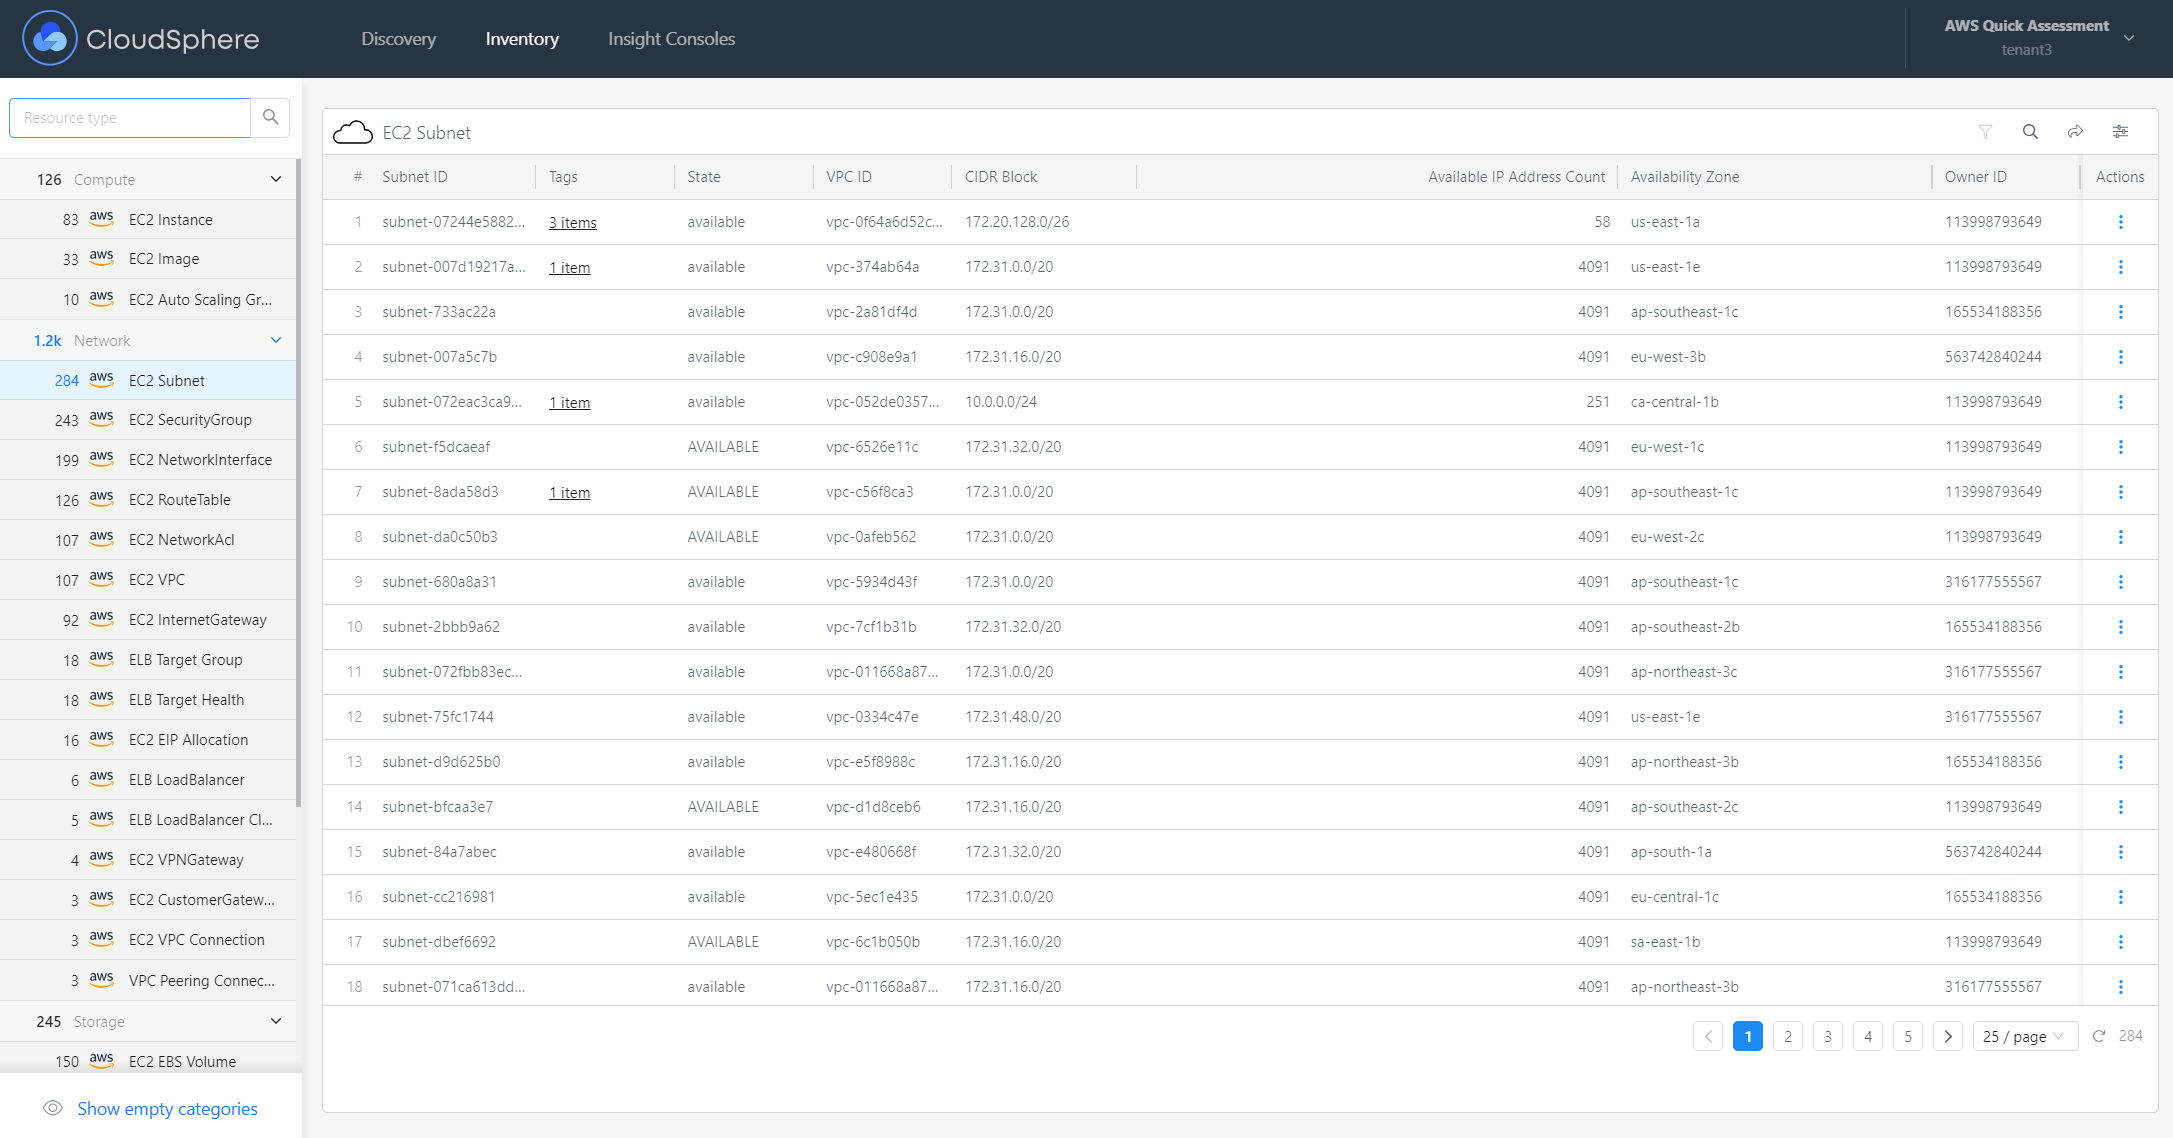 CloudSphere
Discovery
Inventory
Insight Consoles
AWS Quick Assessment
tenant3
Resource type
126 Compute
83 aws EC2 Instance
33 aws EC2 Image
10 aws EC2 Auto Scaling Gr...
1.2k Network
284 aws EC2 Subnet
243 aws EC2 SecurityGroup
199 aws EC2 NetworkInterface
126 aws EC2 RouteTable
107 aws EC2 NetworkAcl
107 aws EC2 VPC
92 aws EC2 InternetGateway
18 aws ELB Target Group
18 aws ELB Target Health
16 aws EC2 EIP Allocation
6 aws ELB LoadBalancer
5 aws ELB LoadBalancer Cl...
4 aws EC2 VPNGateway
3 aws EC2 CustomerGatew...
3 aws EC2 VPC Connection
3 aws VPC Peering Connec...
245 Storage
150 aws EC2 EBS Volume
Show empty categories
EC2 Subnet
# Subnet ID Tags State VPC ID CIDR Block Available IP Address Count Availability Zone Owner ID Actions
1 subnet-07244e5882... 3 items available vpc-0f64a6d52c... 172.20.128.0/26 58 us-east-1a 113998793649
2 subnet-007d19217a... 1 item available vpc-374ab64a 172.31.0.0/20 4091 us-east-1e 113998793649
3 subnet-733ac22a available vpc-2a81df4d 172.31.0.0/20 4091 ap-southeast-1c 165534188356
4 subnet-007a5c7b available vpc-c908e9a1 172.31.16.0/20 4091 eu-west-3b 563742840244
5 subnet-072eac3ca9... 1 item available vpc-052de0357... 10.0.0.0/24 251 ca-central-1b 113998793649
6 subnet-f5dcaeaf AVAILABLE vpc-6526e11c 172.31.32.0/20 4091 eu-west-1c 113998793649
7 subnet-8ada58d3 1 item AVAILABLE vpc-c56f8ca3 172.31.0.0/20 4091 ap-southeast-1c 113998793649
8 subnet-da0c50b3 AVAILABLE vpc-0afeb562 172.31.0.0/20 4091 eu-west-2c 113998793649
9 subnet-680a8a31 available vpc-5934d43f 172.31.0.0/20 4091 ap-southeast-1c 316177555567
10 subnet-2bbb9a62 available vpc-7cf1b31b 172.31.32.0/20 4091 ap-southeast-2b 165534188356
11 subnet-072fbb83ec... available vpc-011668a87... 172.31.0.0/20 4091 ap-northeast-3c 316177555567
12 subnet-75fc1744 available vpc-0334c47e 172.31.48.0/20 4091 us-east-1e 316177555567
13 subnet-d9d625b0 available vpc-e5f8988c 172.31.16.0/20 4091 ap-northeast-3b 165534188356
14 subnet-bfcaa3e7 AVAILABLE vpc-d1d8ceb6 172.31.16.0/20 4091 ap-southeast-2c 113998793649
15 subnet-84a7abec available vpc-e480668f 172.31.32.0/20 4091 ap-south-1a 563742840244
16 subnet-cc216981 available vpc-5ec1e435 172.31.0.0/20 4091 eu-central-1c 165534188356
17 subnet-dbef6692 AVAILABLE vpc-6c1b050b 172.31.16.0/20 4091 sa-east-1b 113998793649
18 subnet-071ca613dd... available vpc-011668a87... 172.31.16.0/20 4091 ap-northeast-3b 316177555567
1 2 3 4 5 25 / page 284